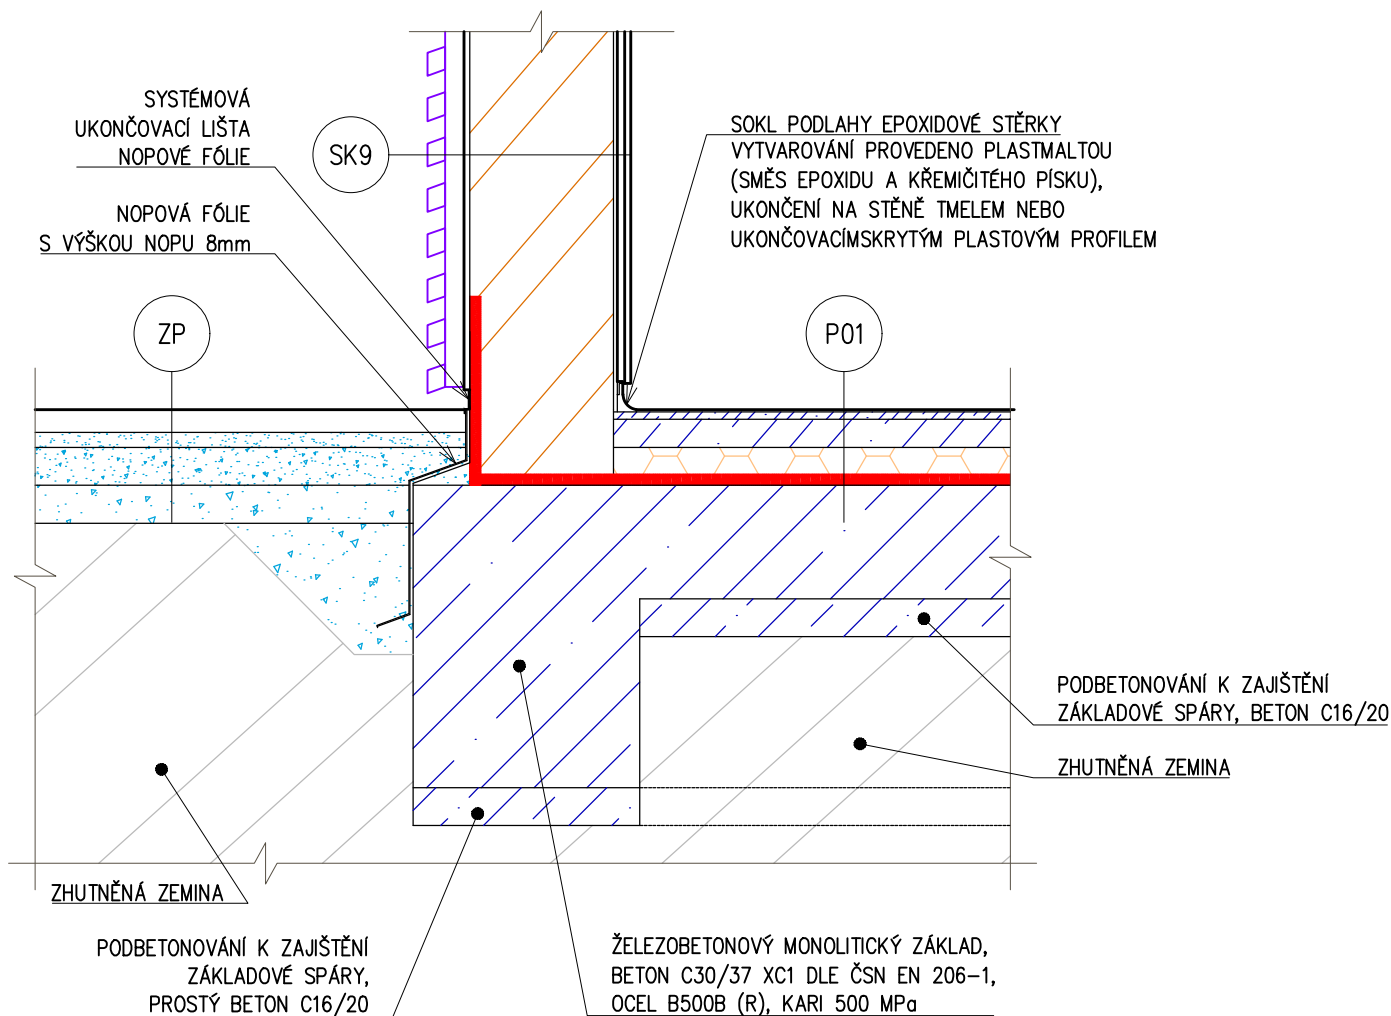 SYSTÉMOVÁ
UKONČOVACÍ LIŠTA
NOPOVÉ FÓLIE
NOPOVÁ FÓLIE
S VÝŠKOU NOPU 8mm
SK9
SOKL PODLAHY EPOXIDOVÉ STĚRKY
VYTVAROVÁNÍ PROVEDENO PLASTMALTOU
(SMĚS EPOXIDU A KŘEMIČITÉHO PÍSKU),
UKONČENÍ NA STĚNĚ TMELEM NEBO
UKONČOVACÍMSKRYTÝM PLASTOVÝM PROFILEM
ZP
P01
PODBETONOVÁNÍ K ZAJIŠTĚNÍ
ZÁKLADOVÉ SPÁRY, BETON C16/20
ZHUTNĚNÁ ZEMINA
ZHUTNĚNÁ ZEMINA
PODBETONOVÁNÍ K ZAJIŠTĚNÍ
ZÁKLADOVÉ SPÁRY,
PROSTÝ BETON C16/20
ŽELEZOBETONOVÝ MONOLITICKÝ ZÁKLAD,
BETON C30/37 XC1 DLE ČSN EN 206-1,
OCEL B500B (R), KARI 500 MPa